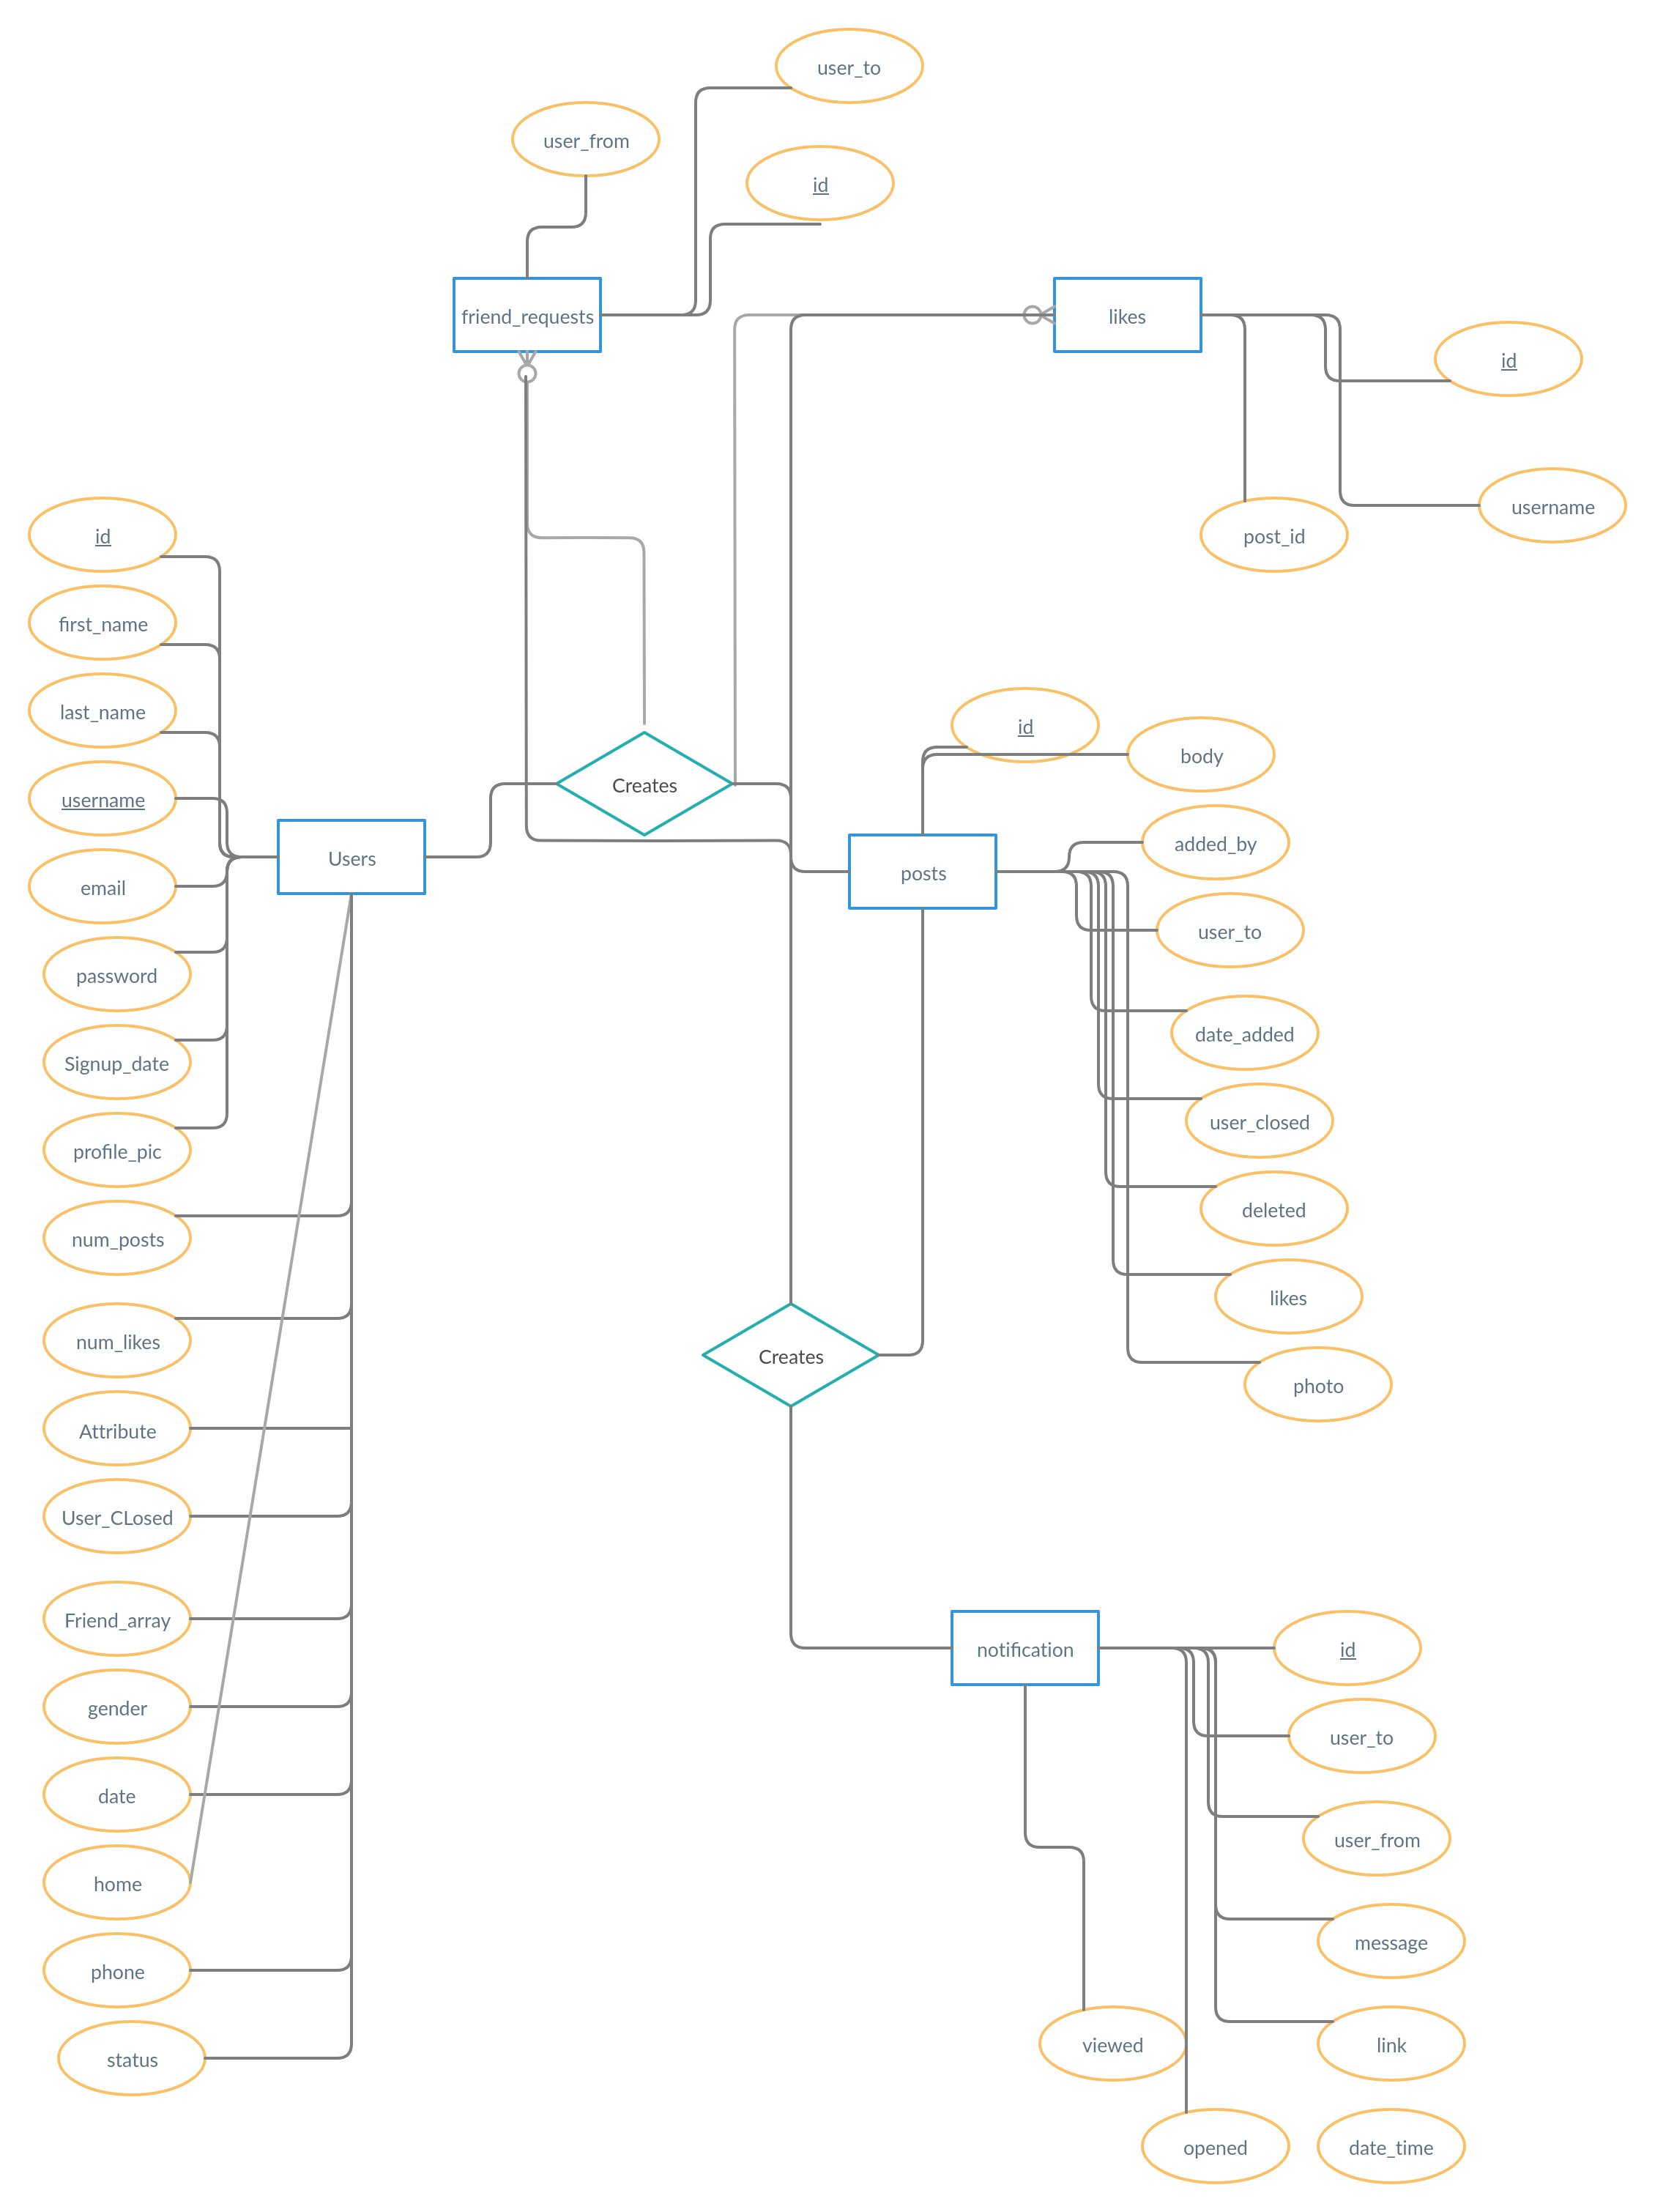 user_to
user_from
id
friend_requests
likes
id
username
post_id
id
first_name
last_name
username
email
password
Signup_date
profile_pic
num_posts
num_likes
Attribute
User_CLosed
Friend_array
gender
date
home
phone
status
Users
Creates
id
body
added_by
posts
user_to
date_added
user_closed
deleted
likes
photo
Creates
notification
id
user_to
user_from
message
viewed
link
opened
date_time